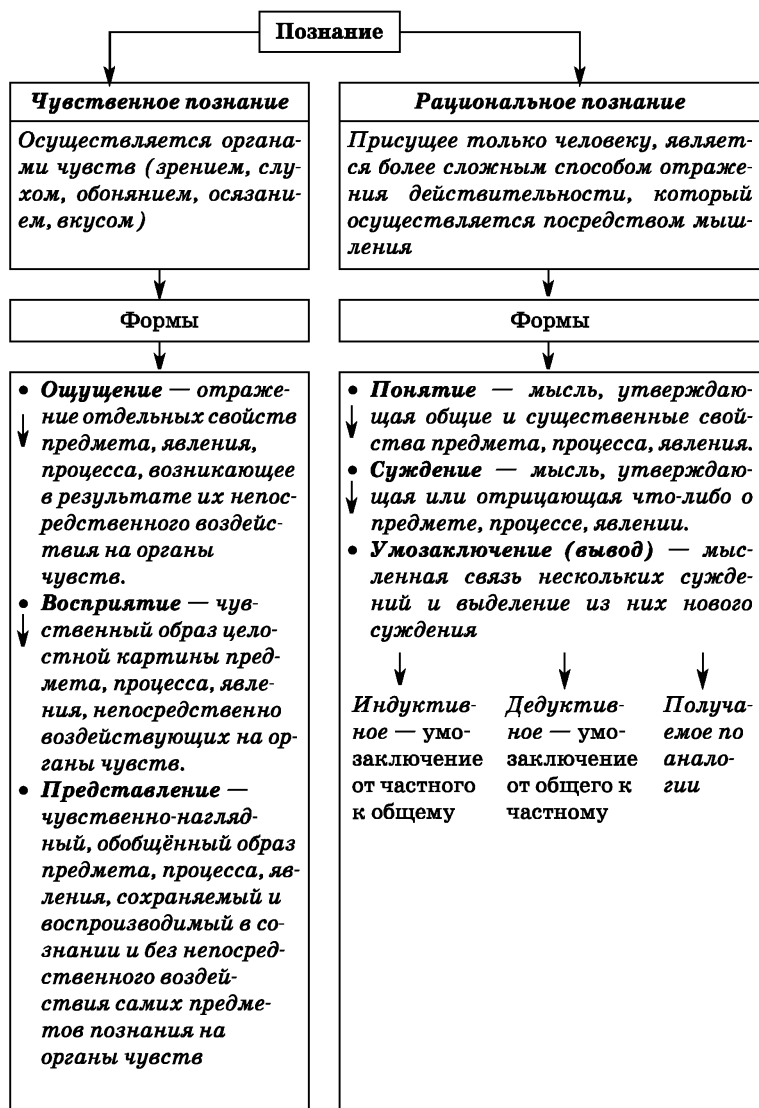 Познание
Чувственное познание
Осуществляется органа-
ми чувств (зрением, слу-
хом, обонянием, осязани-
ем, вкусом)
Формы
• Ощущение — отраже-
ние отдельных свойств
предмета, явления,
процесса, возникающее
в результате их непос-
редственного воздейс-
твия на органы
чувств.
• Восприятие — чув-
ственный образ цело-
стной картины пред-
мета, процесса, явле-
ния, непосредственно
воздействующих на ор-
ганы чувств.
• Представление —
чувственно-нагляд-
ный, обобщённый образ
предмета, процесса, яв-
ления, сохраняемый и
воспроизводимый в со-
знании и без непосред-
ственного воздей-
ствия самих предме-
тов познания на
органы чувств
Рациональное познание
Присущее только человеку, являет-
ся более сложным способом отраже-
ния действительности, который
осуществляется посредством мыш-
ления
Формы
• Понятие — мысль, утверждаю-
щая общие и существенные свой-
ства предмета, процесса, явления.
• Суждение — мысль, утверждаю-
щая или отрицающая что-либо о
предмете, процессе, явлении.
• Умозаключение (вывод) — мыс-
ленная связь нескольких сужде-
ний и выделение из них нового
суждения
Индуктив-
ное — умо-
заключение
от частного
к общему
Дедуктив-
ное — умо-
заключение
от общего к
частному
Получа-
емое по
анало-
гии